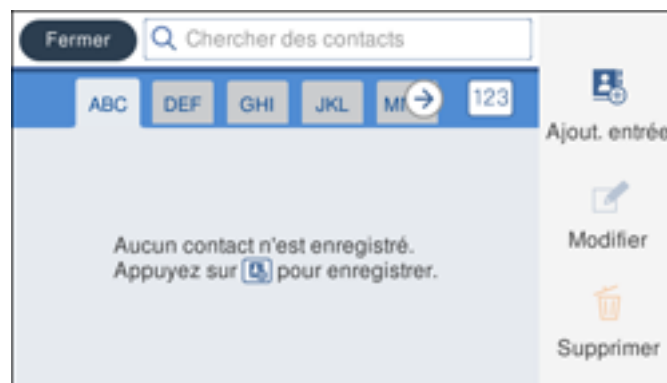 Fermer
Chercher des contacts
ABC DEF GHI JKL 123
Ajout. entrée
Aucun contact n'est enregistré.
Appuyez sur pour enregistrer.
Modifier
Supprimer